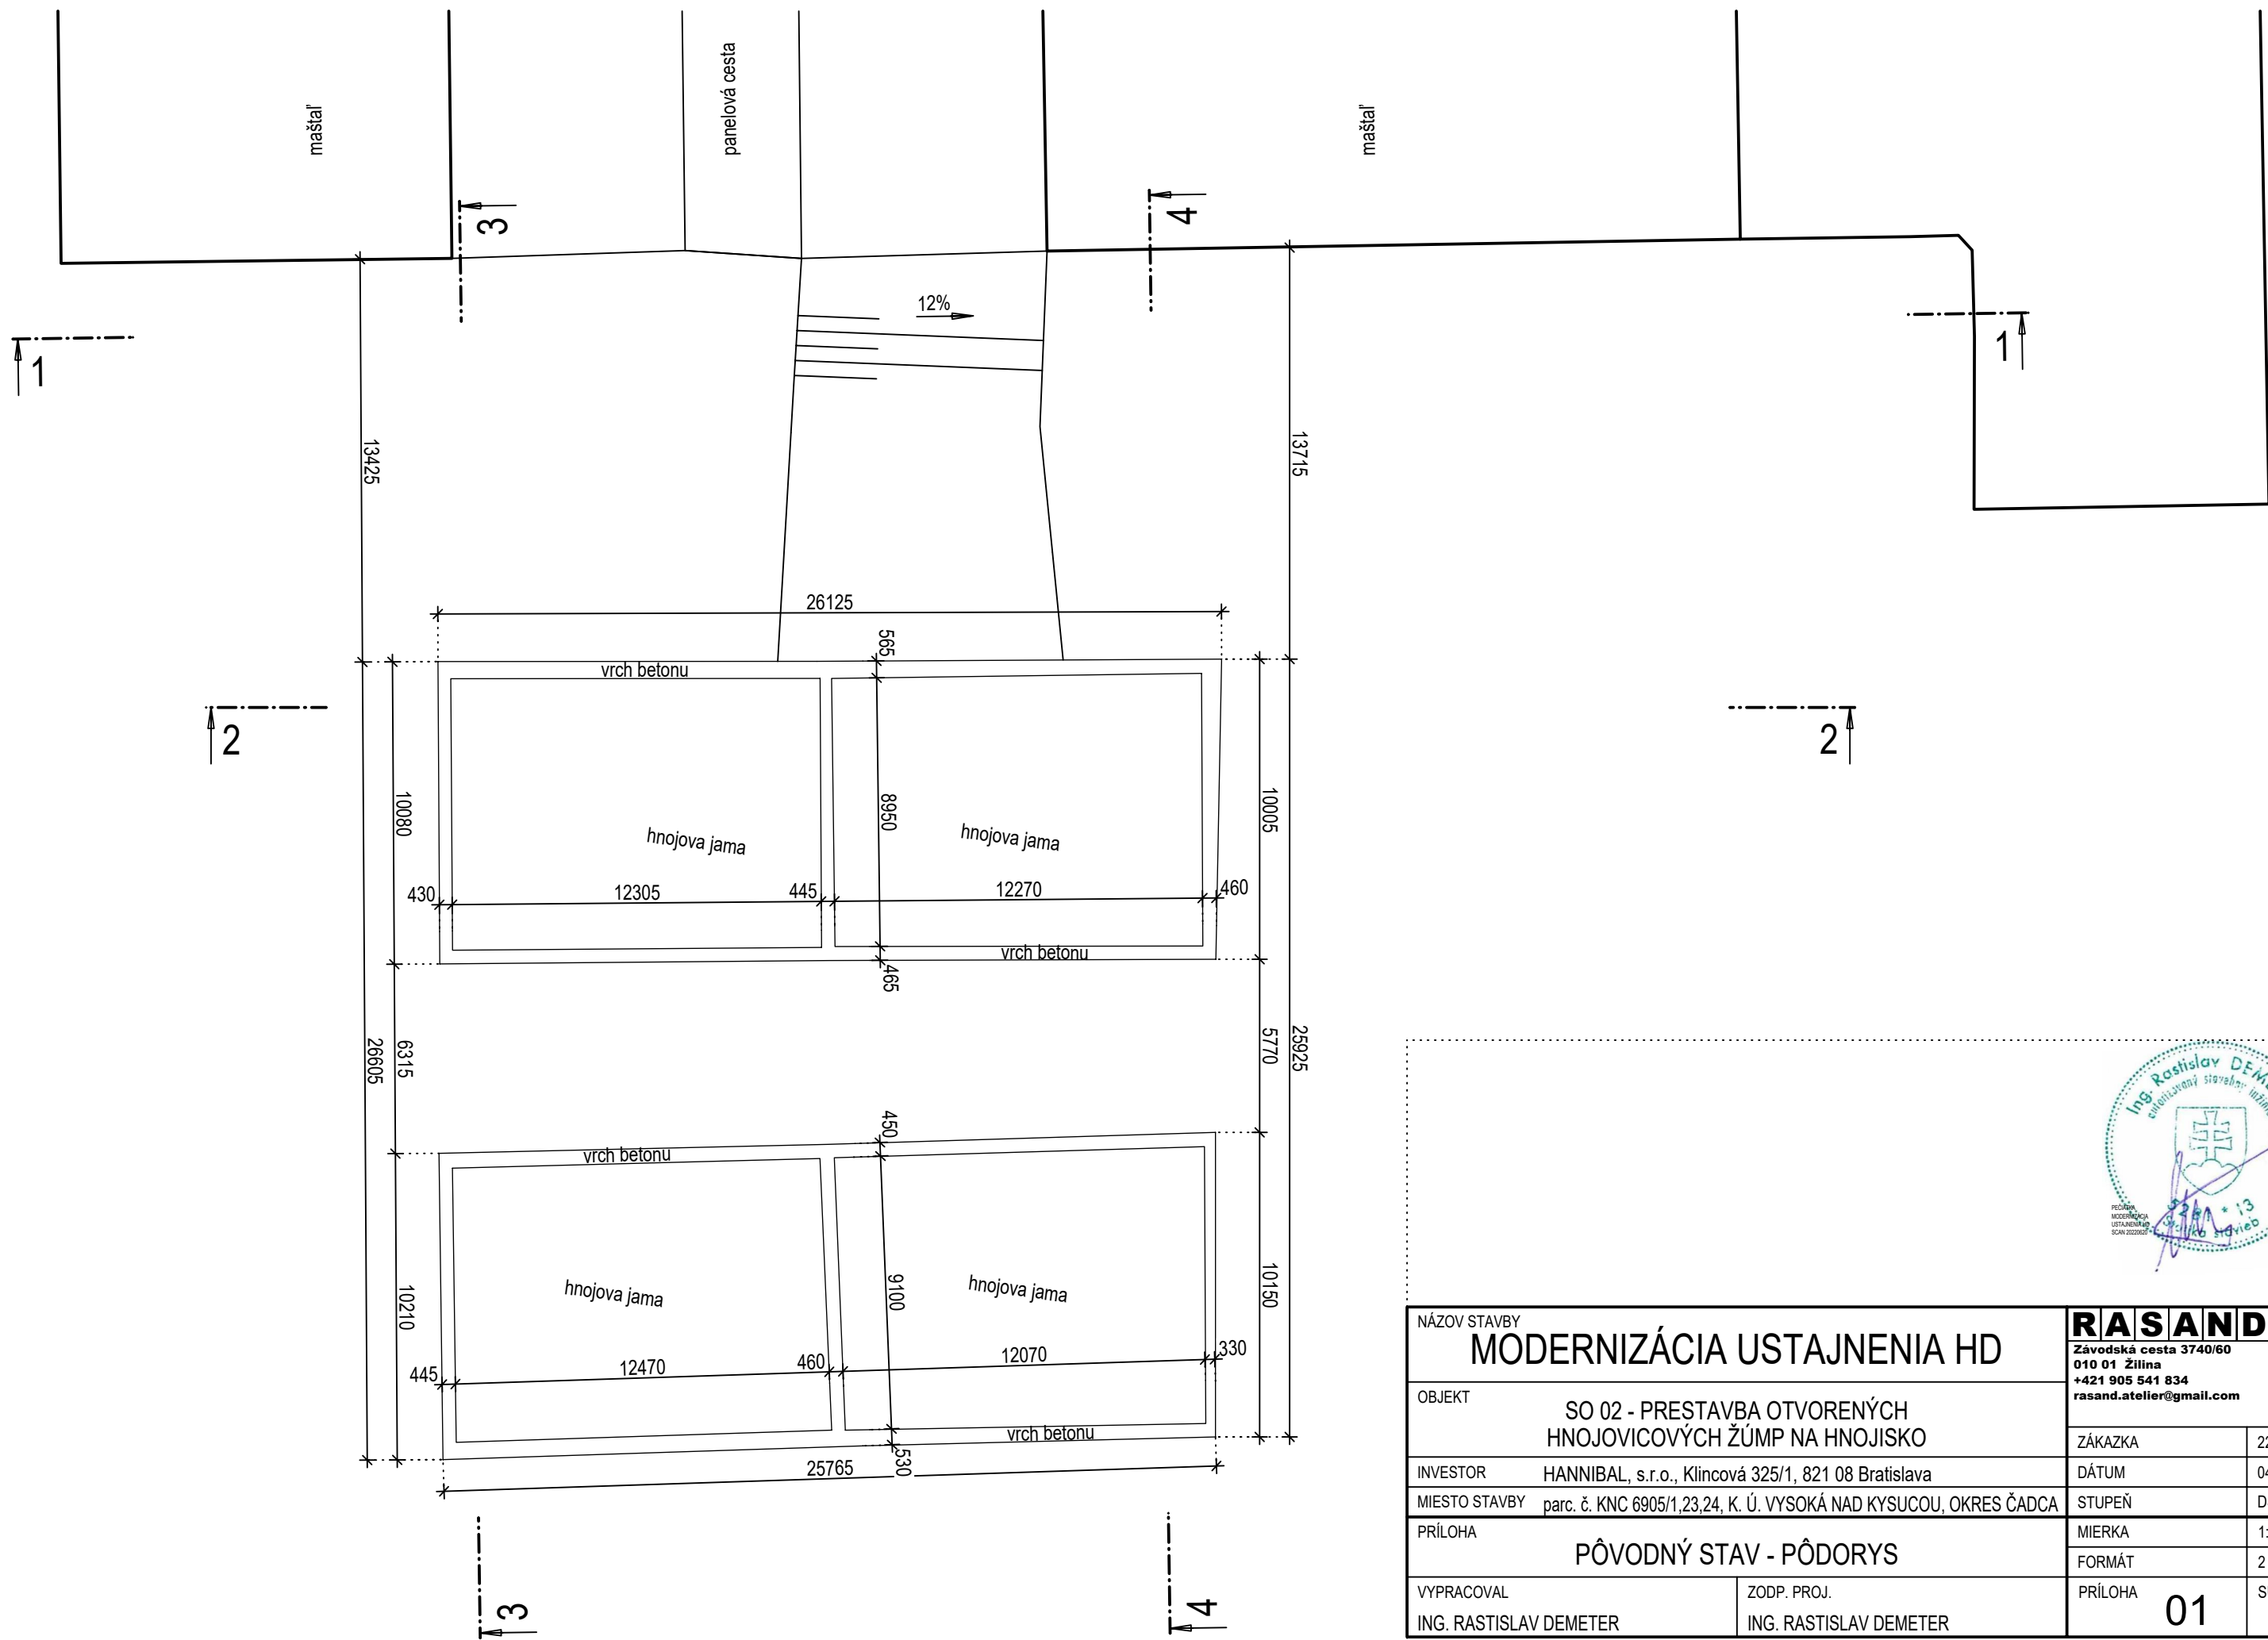 maštaľ
panelová cesta
maštaľ
3
4
12%
1
1
13425
13715
26125
565
vrch betonu
2
2
10080
8950
10005
hnojova jama
hnojova jama
430
12305
445
12270
460
vrch betonu
465
26605
6315
5770
25925
450
vrch betonu
hnojova jama
hnojova jama
10210
9100
10150
445
12470
460
12070
330
vrch betonu
530
25765
3
4
Ing. Rastislav
5281 * 13
NÁZOV STAVBY
MODERNIZÁCIA USTAJNENIA HD
RASAND
Závodská cesta 3740/60
010 01 Žilina
+421 905 541 834
rasand.atelier@gmail.com
OBJEKT
SO 02 - PRESTAVBA OTVORENÝCH
HNOJOVICOVÝCH ŽÚMP NA HNOJISKO
ZÁKAZKA
INVESTOR HANNIBAL, s.r.o., Klincová 325/1, 821 08 Bratislava
DÁTUM
MIESTO STAVBY parc. č. KNC 6905/1,23,24, K. Ú. VYSOKÁ NAD KYSUCOU, OKRES ČADCA
STUPEŇ
PRÍLOHA
PÔVODNÝ STAV - PÔDORYS
MIERKA
FORMÁT
VYPRACOVAL
ING. RASTISLAV DEMETER
ZODP. PROJ.
ING. RASTISLAV DEMETER
PRÍLOHA 01